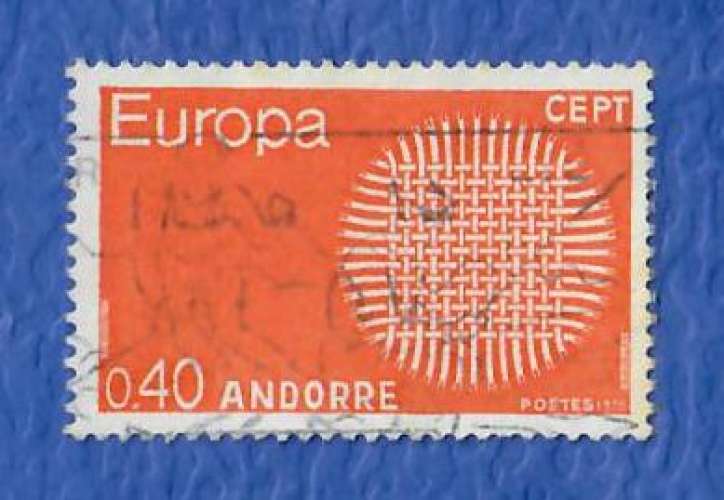 Europa
CEPT
0.40 ANDORRE
POSTES